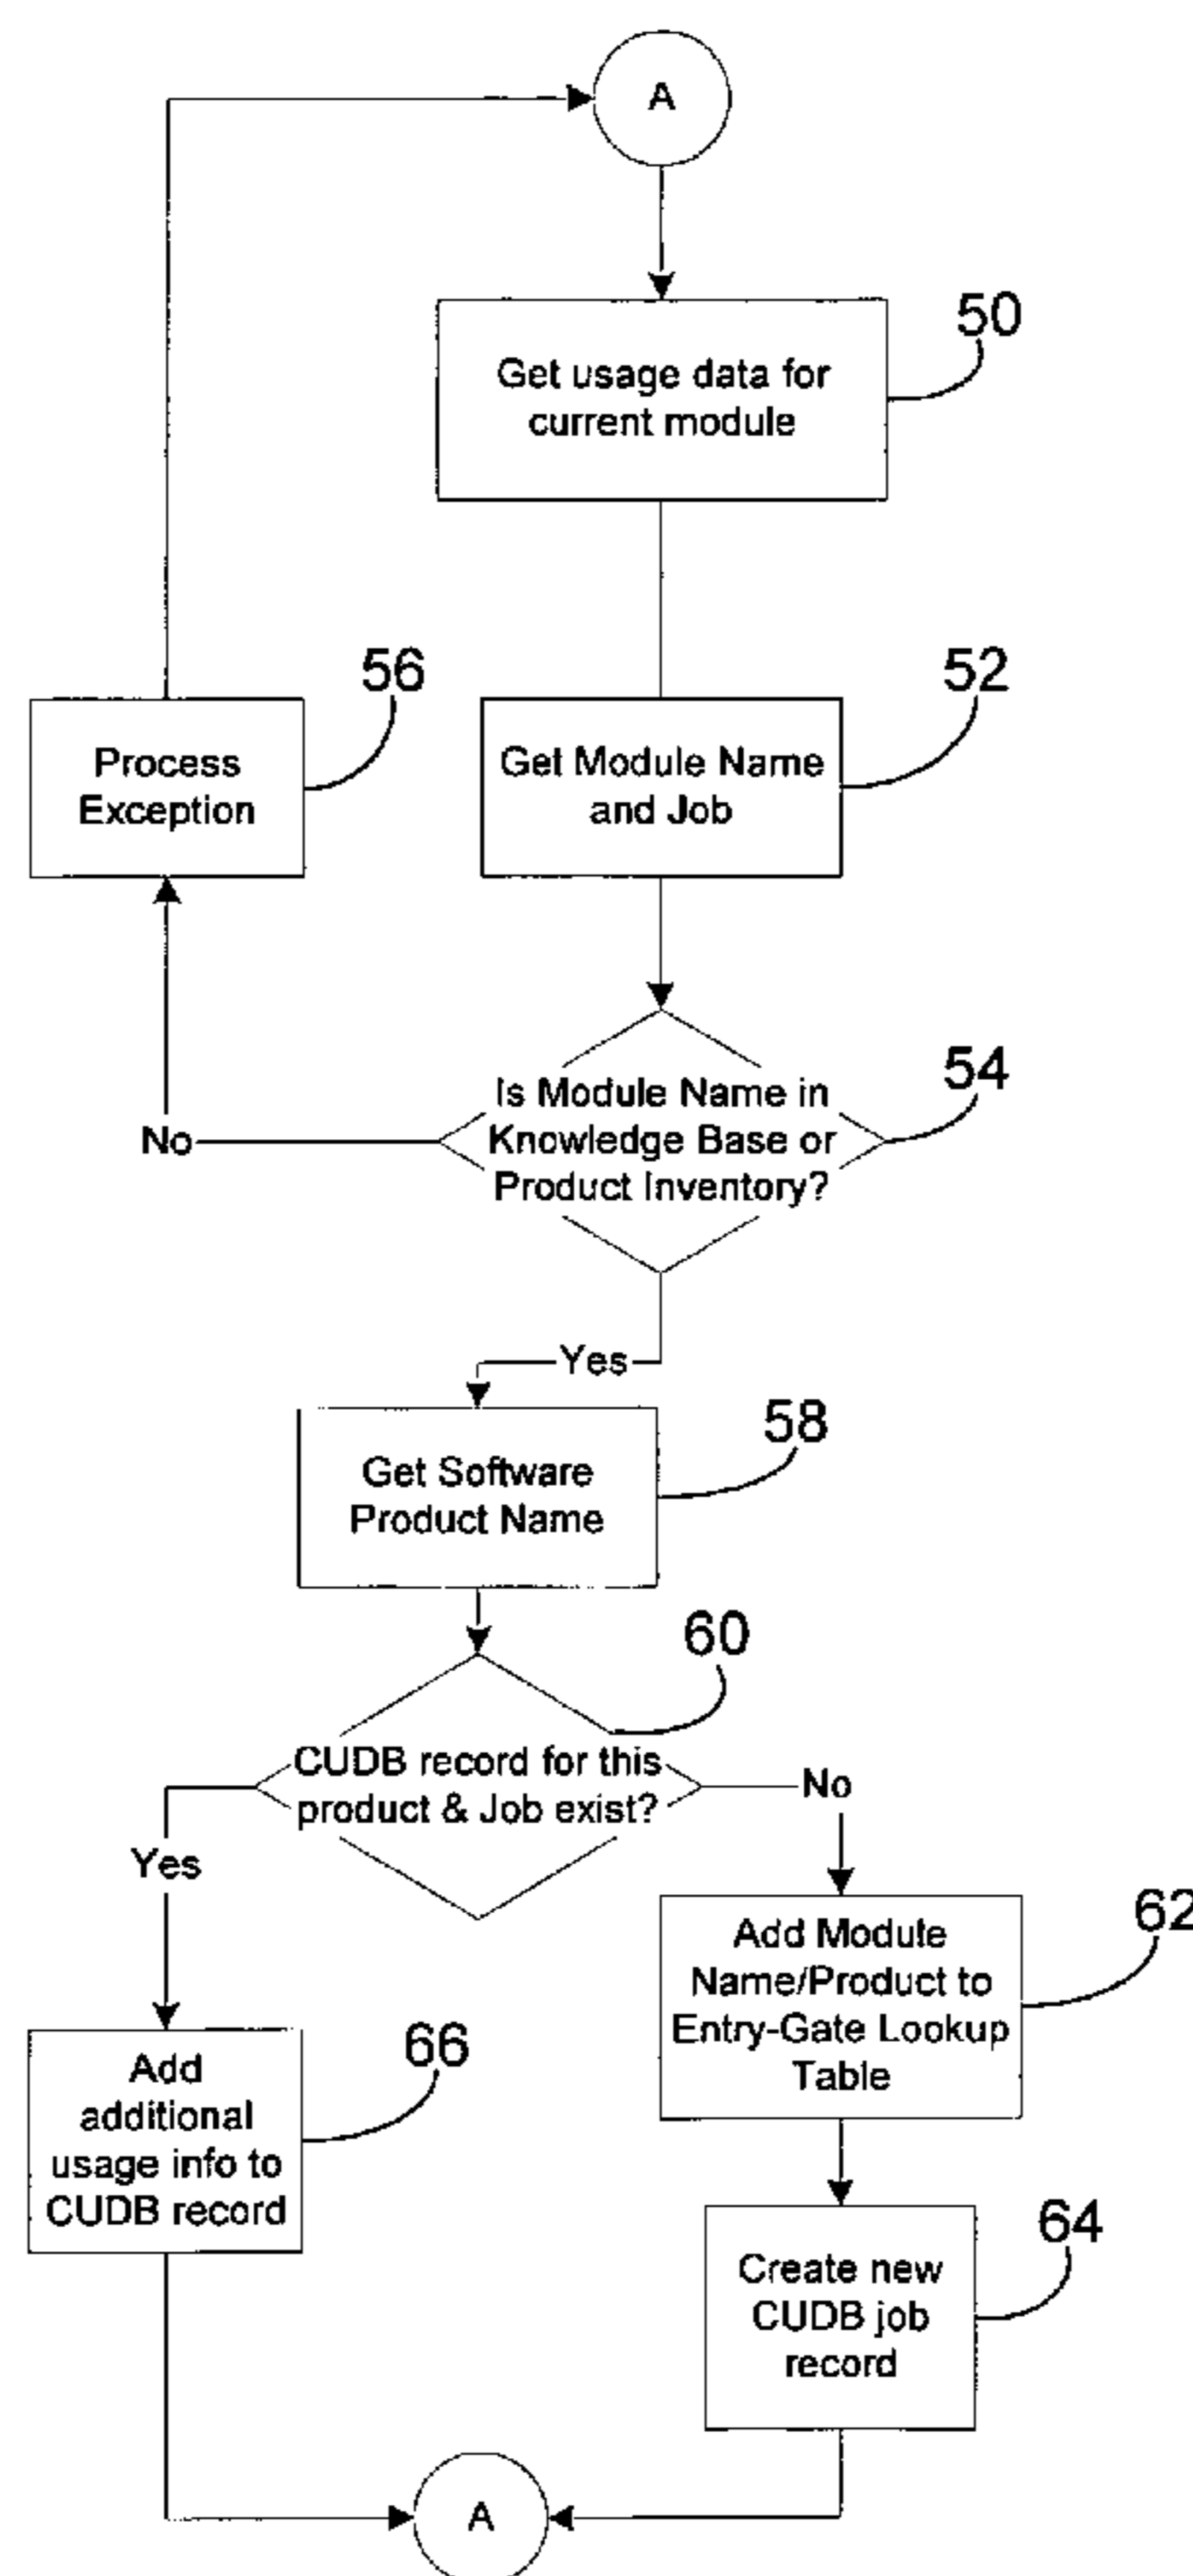 A
50
Get usage data for
current module
56
52
Process
Exception
Get Module Name
and Job
54
Is Module Name in
Knowledge Base or
Product Inventory?
No
Yes
58
Get Software
Product Name
60
CUDB record for this
product & Job exist?
No
Yes
62
Add Module
Name/Product to
Entry-Gate Lookup
Table
66
Add
additional
usage info to
CUDB record
64
Create new
CUDB job
record
A